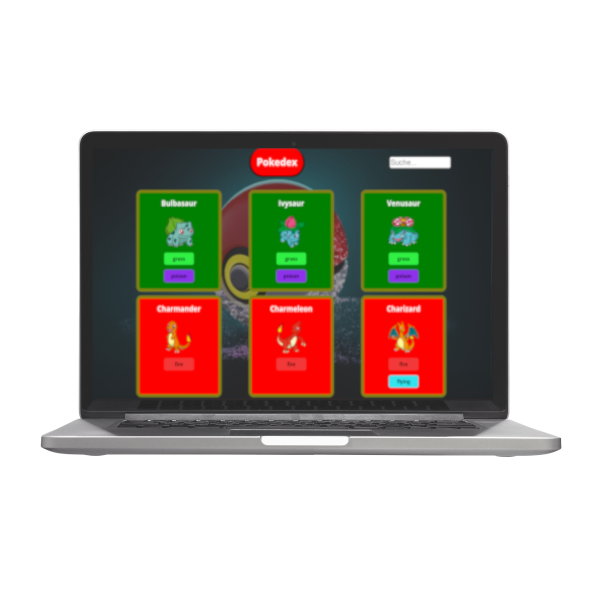 Pokedex
Suche...
Bulbasaur
Ivysaur
Venusaur
grass
grass
grass
poison
poison
poison
Charmander
Charmeleon
Charizard
fire
fire
fire
flying